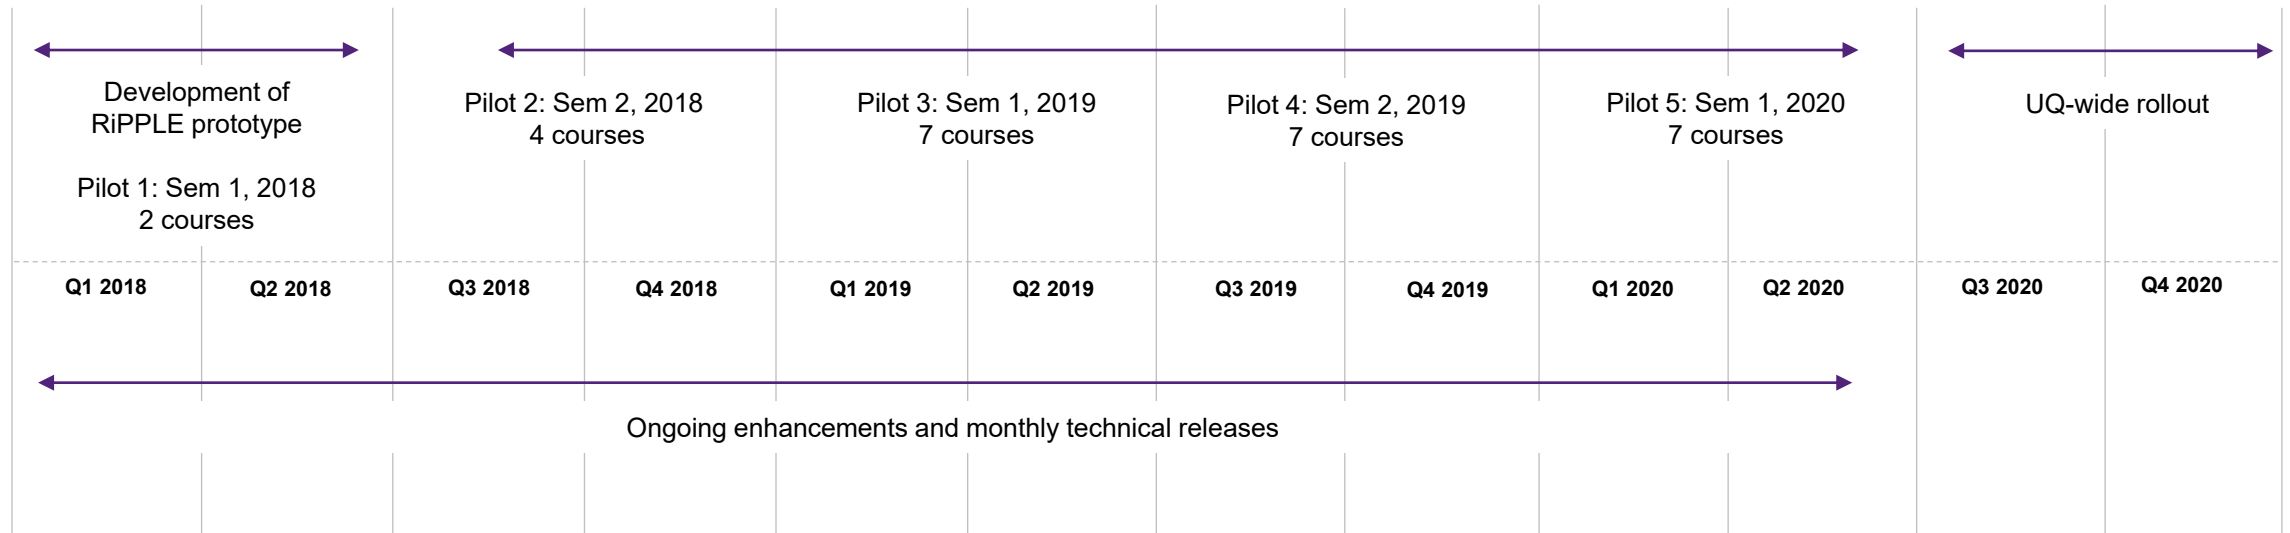 Development of
RiPPLE prototype
Pilot 1: Sem 1, 2018
2 courses
Pilot 2: Sem 2, 2018
4 courses
Pilot 3: Sem 1, 2019
7 courses
Pilot 4: Sem 2, 2019
7 courses
Pilot 5: Sem 1, 2020
7 courses
UQ-wide rollout
Q1 2018
Q2 2018
Q3 2018
Q4 2018
Q1 2019
Q2 2019
Q3 2019
Q4 2019
Q1 2020
Q2 2020
Q3 2020
Q4 2020
Ongoing enhancements and monthly technical releases